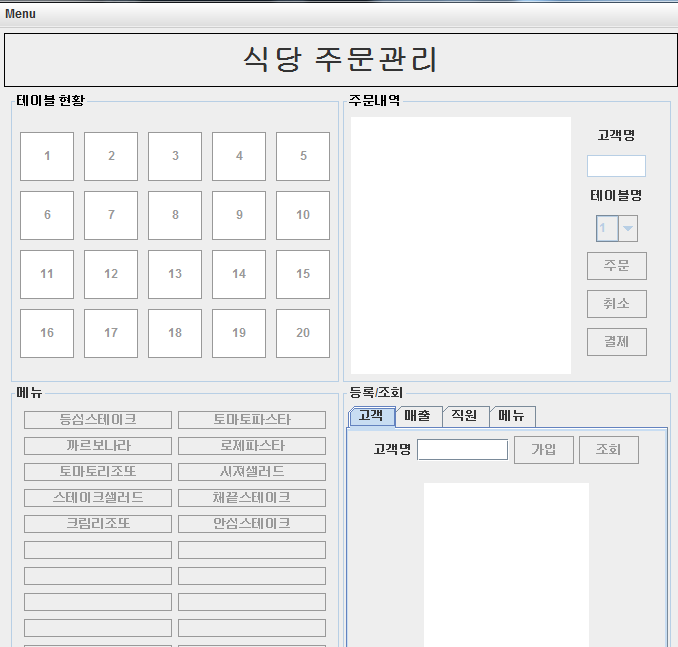 Menu
식당 주문관리
테이블 현황
1 2 3 4 5
6 7 8 9 10
11 12 13 14 15
16 17 18 19 20
주문내역
고객명
테이블명
1
주문
취소
결제
메뉴
등심스테이크 토마토파스타
까르보나라 로제파스타
토마토리조또 시져샐러드
스테이크샐러드 채끝스테이크
크림리조또 안심스테이크
등록/조회
고객 매출 직원 메뉴
고객명 가입 조회